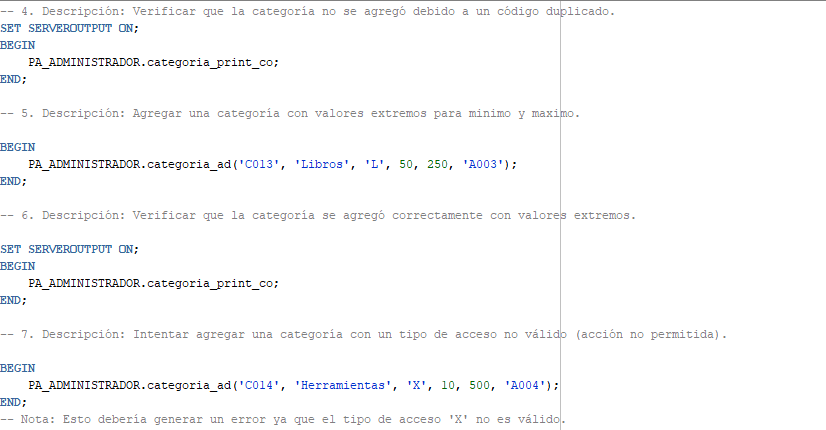 -- 4. Descripción: Verificar que la categoría no se agregó debido a un código duplicado.
SET SERVEROUTPUT ON;
BEGIN
    PA_ADMINISTRADOR.categoria_print_co;
END;
-- 5. Descripción: Agregar una categoría con valores extremos para minimo y maximo.
BEGIN
    PA_ADMINISTRADOR.categoria_ad('C013', 'Libros', 'L', 50, 250, 'A003');
END;
-- 6. Descripción: Verificar que la categoría se agregó correctamente con valores extremos.
SET SERVEROUTPUT ON;
BEGIN
    PA_ADMINISTRADOR.categoria_print_co;
END;
-- 7. Descripción: Intentar agregar una categoría con un tipo de acceso no válido (acción no permitida).
BEGIN
    PA_ADMINISTRADOR.categoria_ad('C014', 'Herramientas', 'X', 10, 500, 'A004');
END;
-- Nota: Esto debería generar un error ya que el tipo de acceso 'X' no es válido.